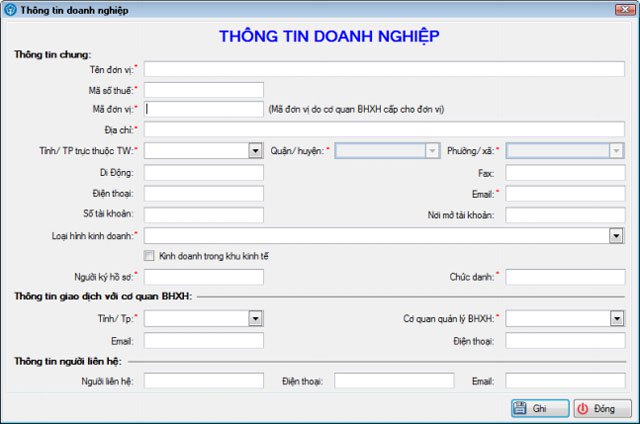 Thông tin doanh nghiệp
THÔNG TIN DOANH NGHIỆP
Thông tin chung:
Tên đơn vị:*
Mã số thuế:*
Mã đơn vị:* (Mã đơn vị do cơ quan BHXH cấp cho đơn vị)
Địa chỉ:*
Tỉnh/ TP trực thuộc TW:* Quận/ huyện:* Phường/ xã:*
Di Động: Fax:
Điện thoại: Email:*
Số tài khoản: Nơi mở tài khoản:
Loại hình kinh doanh:*
Kinh doanh trong khu kinh tế
Người ký hồ sơ:* Chức danh:*
Thông tin giao dịch với cơ quan BHXH:
Tỉnh/ Tp:* Cơ quan quản lý BHXH:*
Email: Điện thoại:
Thông tin người liên hệ:
Người liên hệ: Điện thoại: Email:
Ghi Đóng